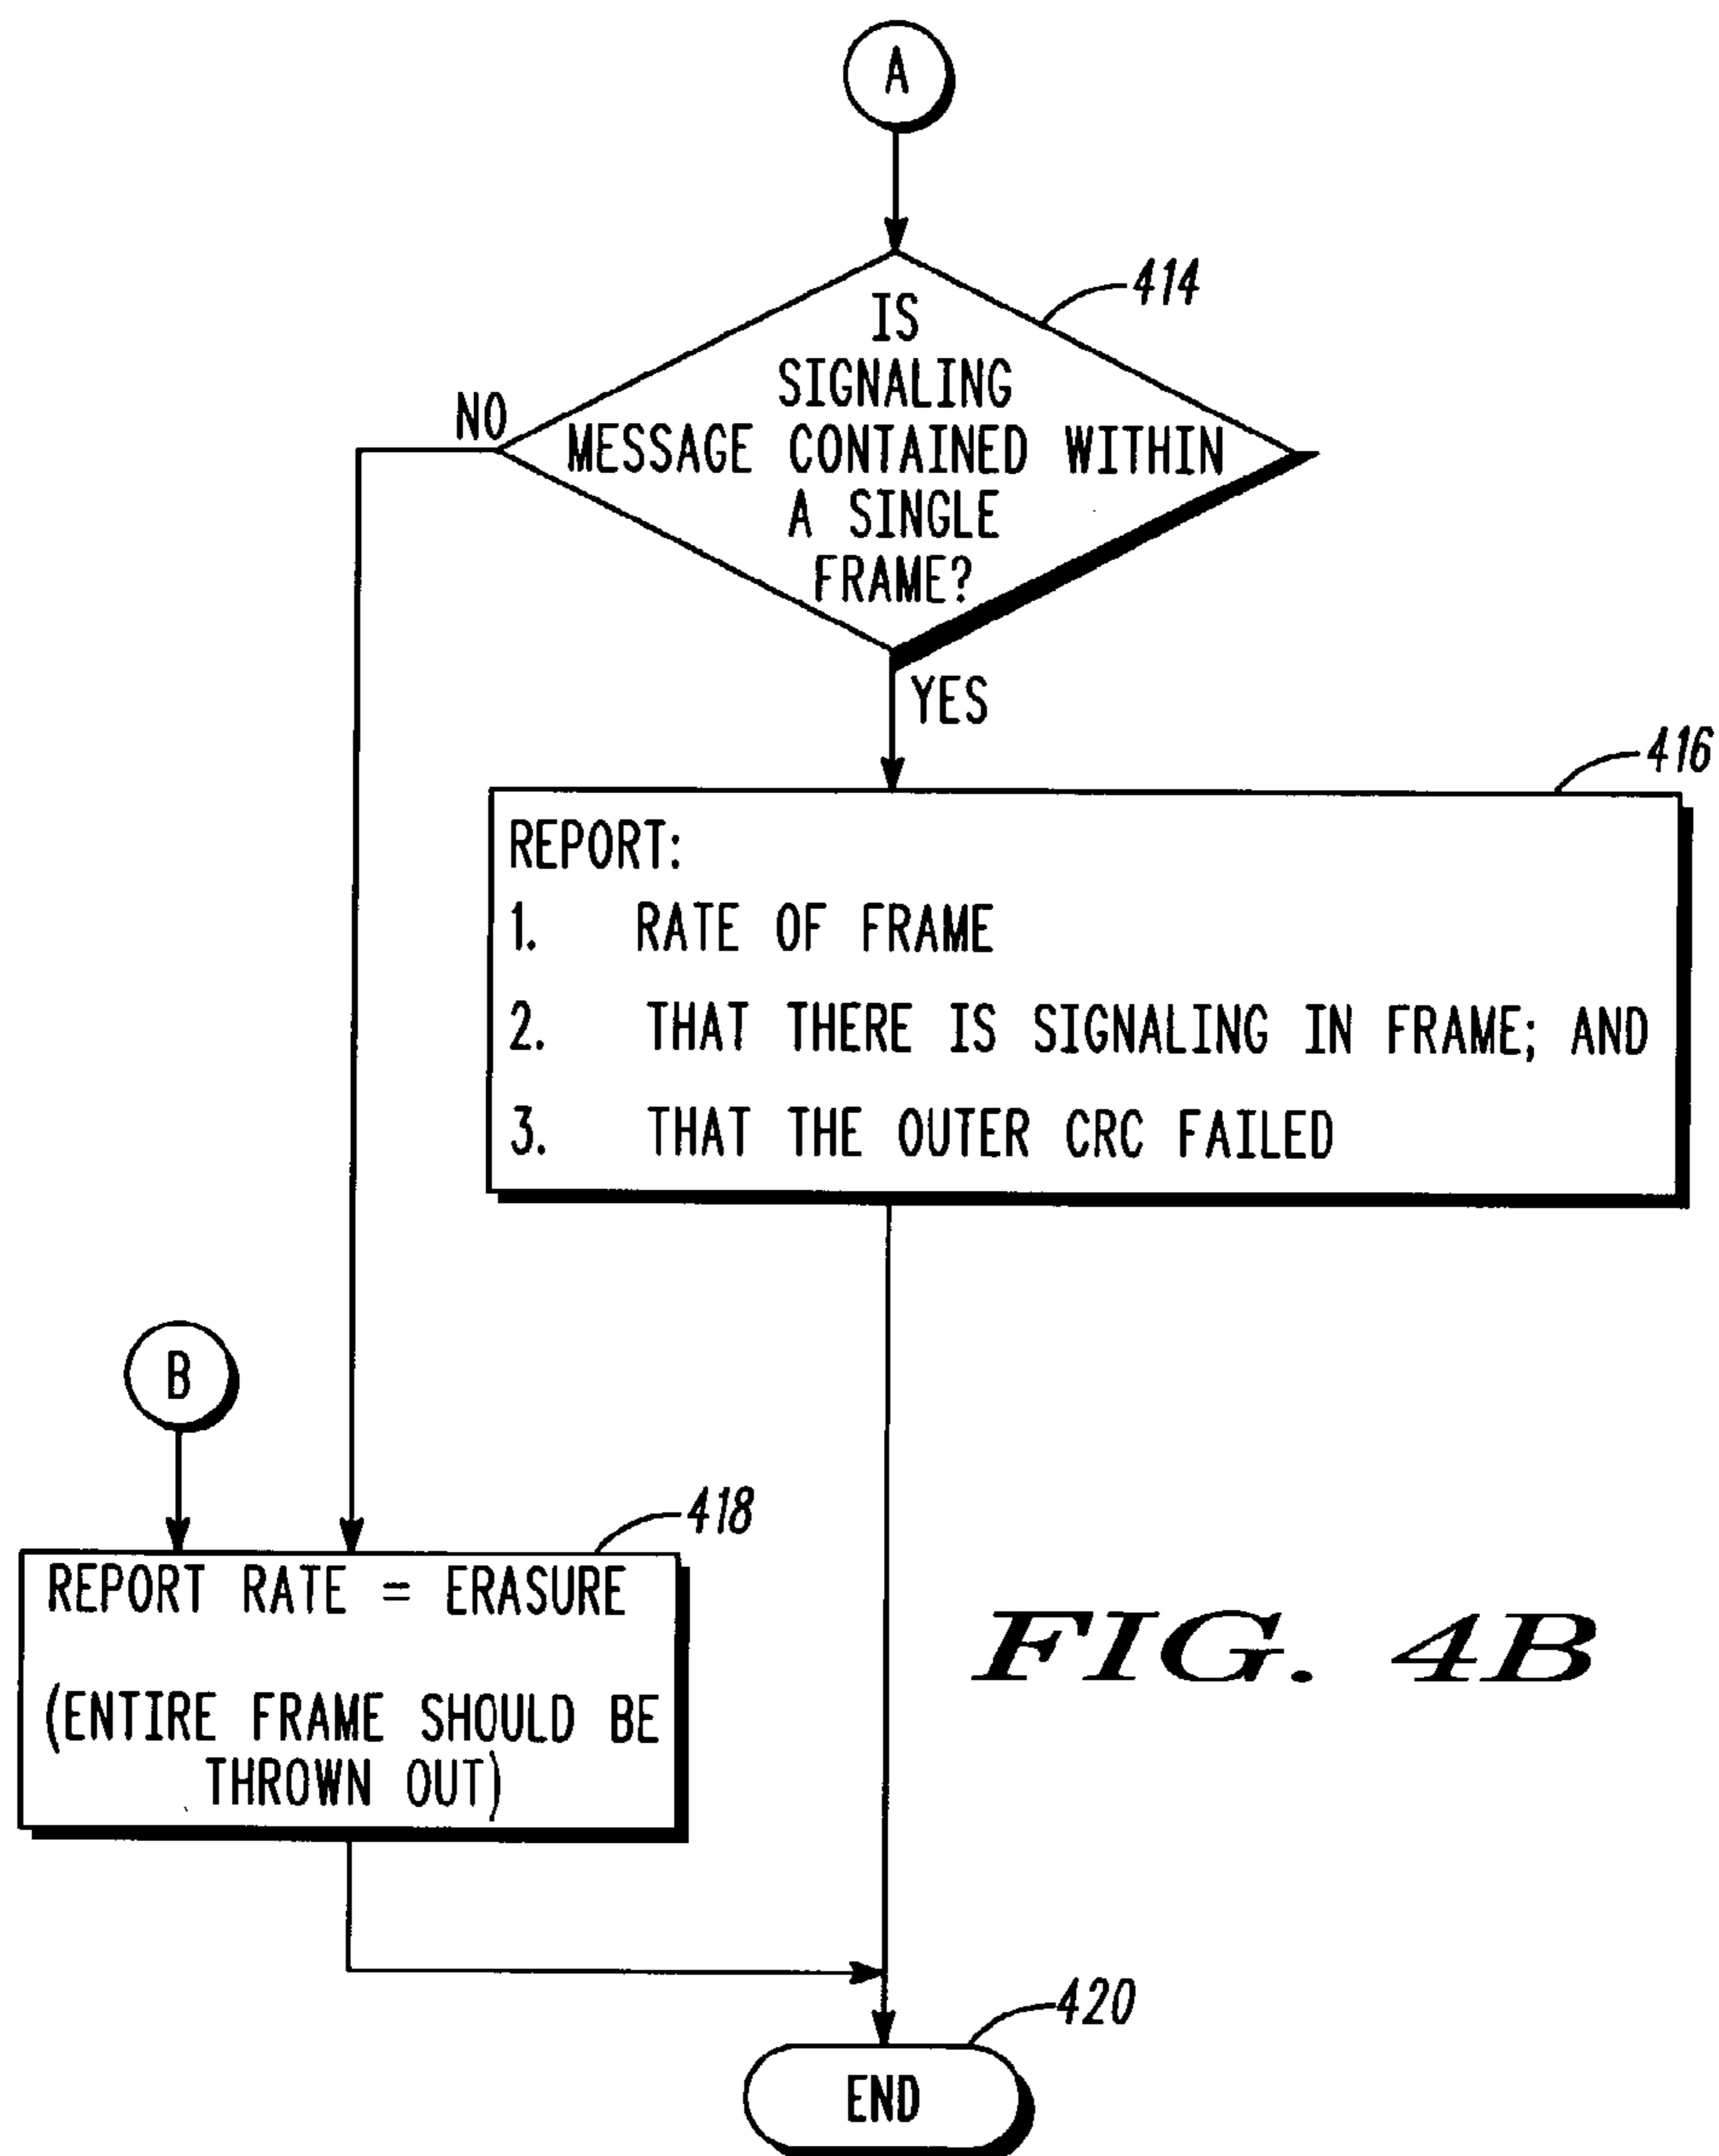 A
414
IS
SIGNALING
MESSAGE CONTAINED WITHIN
A SINGLE
FRAME?
NO
YES
416
REPORT:
1. RATE OF FRAME
2. THAT THERE IS SIGNALING IN FRAME; AND
3. THAT THE OUTER CRC FAILED
B
418
REPORT RATE = ERASURE
(ENTIRE FRAME SHOULD BE
THROWN OUT)
FIG. 4B
420
END